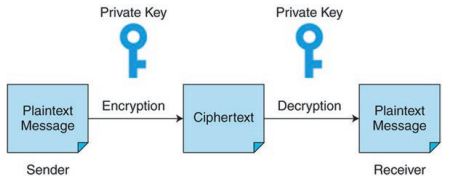 Private Key
Private Key
Plaintext
Message
Encryption
Ciphertext
Decryption
Plaintext
Message
Sender
Receiver